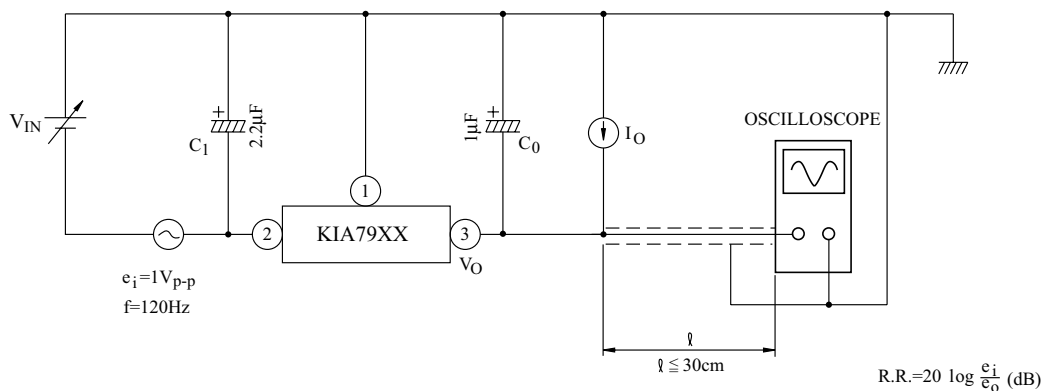 V_IN
+
C_1
2.2μF
e_i=1V_p-p
f=120Hz
1
2
KIA79XX
3
V_O
+
1μF
C_0
I_O
OSCILLOSCOPE
ℓ
ℓ ≦ 30cm
R.R.=20 log e_i/e_o (dB)